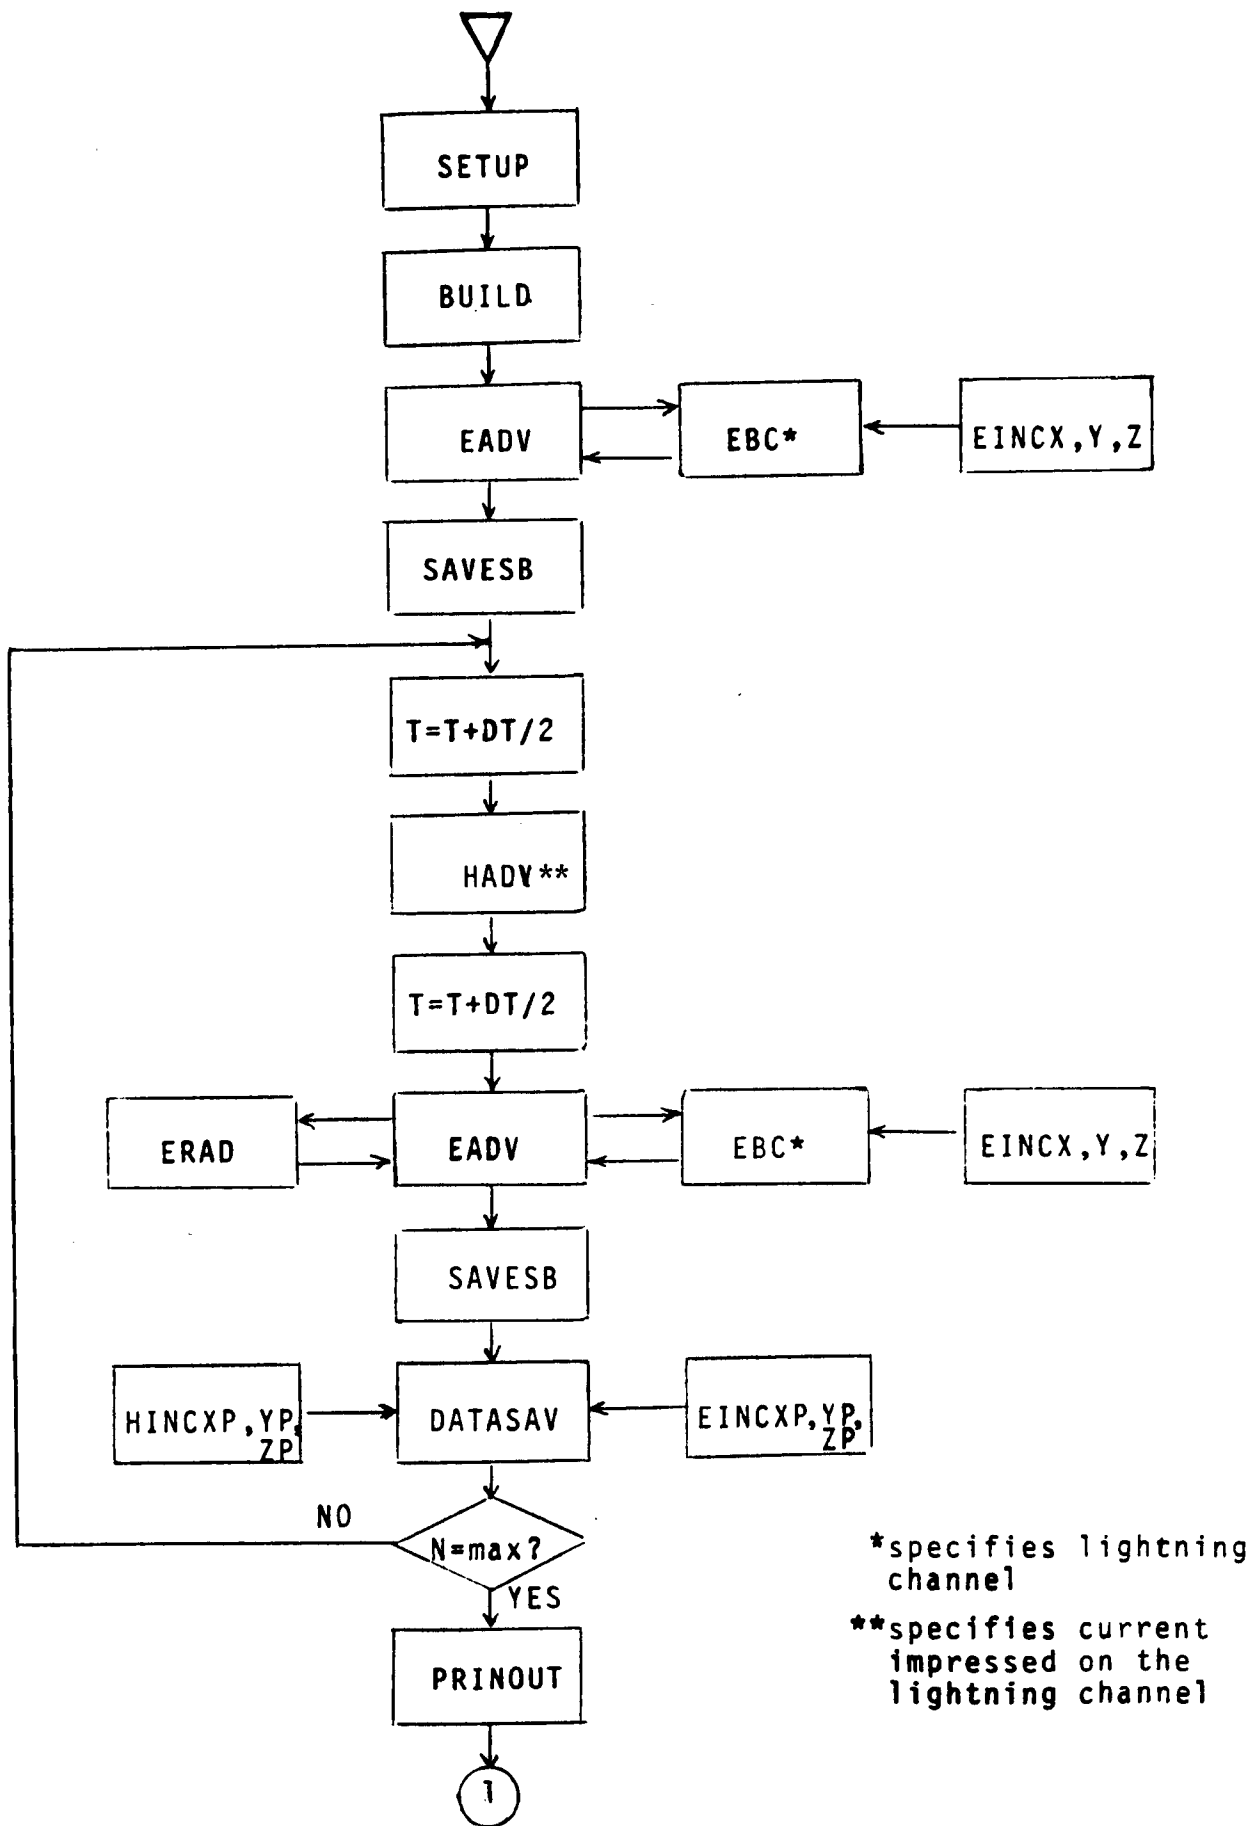 SETUP
BUILD
EADV
EBC*
EINCX,Y,Z
SAVESB
T=T+DT/2
HADV**
T=T+DT/2
ERAD
EADV
EBC*
EINCX,Y,Z
SAVESB
HINCXP,YP,
ZP
DATASAV
EINCXP,YP,
ZP
NO
N=max?
YES
*specifies lightning
channel
**specifies current
impressed on the
lightning channel
PRINOUT
1